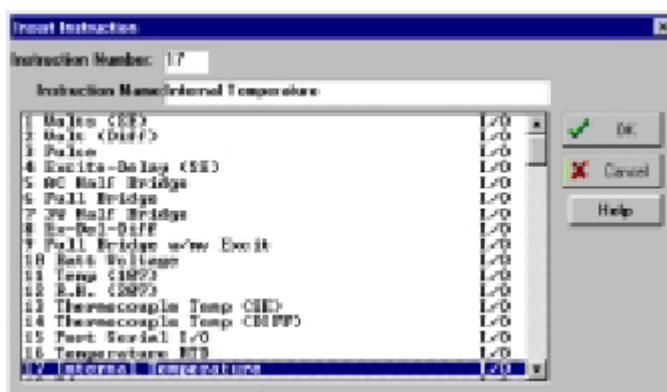 Insert Instruction
Instruction Number: 17
Instruction Name: Internal Temperature
1 Volts (SE) I/O
2 Volt (Diff) I/O
3 Pulse I/O
4 Excite-Delay (SE) I/O
5 AC Half Bridge I/O
6 Full Bridge I/O
7 3W Half Bridge I/O
8 Ex-Del-Diff I/O
9 Full Bridge w/mv Excit I/O
10 Batt Voltage I/O
11 Temp (107) I/O
12 R.H. (207) I/O
13 Thermocouple Temp (SE) I/O
14 Thermocouple Temp (DIFF) I/O
15 Port Serial I/O I/O
16 Temperature RTD I/O
17 Internal Temperature I/O
OK
Cancel
Help